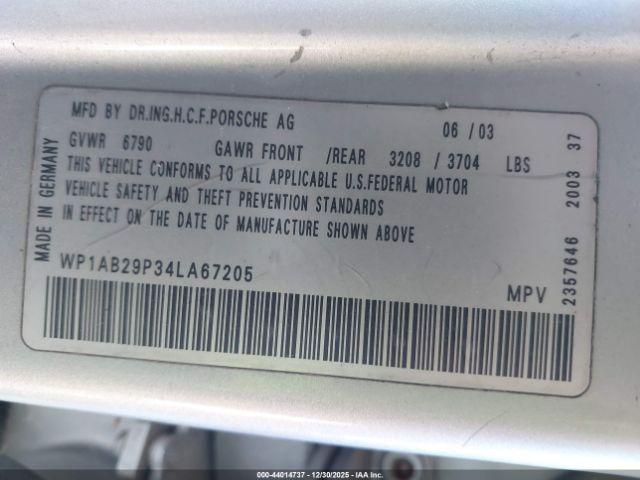 MFD BY DR.ING.H.C.F.PORSCHE AG 06 / 03
GVWR 6790 GAWR FRONT /REAR 3208 / 3704 LBS
THIS VEHICLE CONFORMS TO ALL APPLICABLE U.S.FEDERAL MOTOR
VEHICLE SAFETY AND THEFT PREVENTION STANDARDS
IN EFFECT ON THE DATE OF MANUFACTURE SHOWN ABOVE
WP1AB29P34LA67205
MPV
MADE IN GERMANY
2357646 2003 37
000-44014737 - 12/30/2025 - IAA Inc.